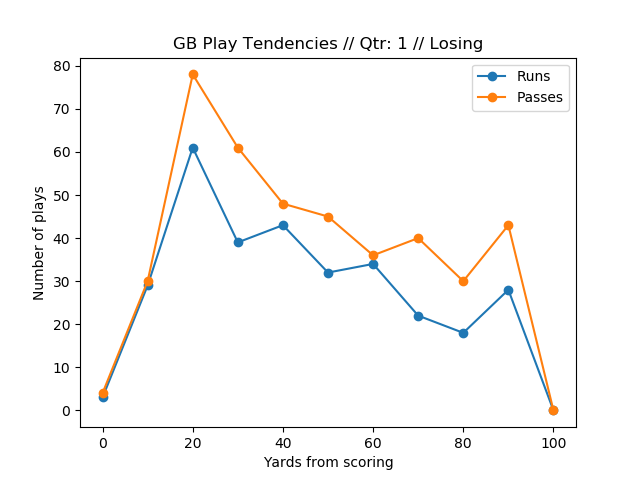 GB Play Tendencies // Qtr: 1 // Losing
Runs
Passes
Number of plays
80
70
60
50
40
30
20
10
0
0 20 40 60 80 100
Yards from scoring